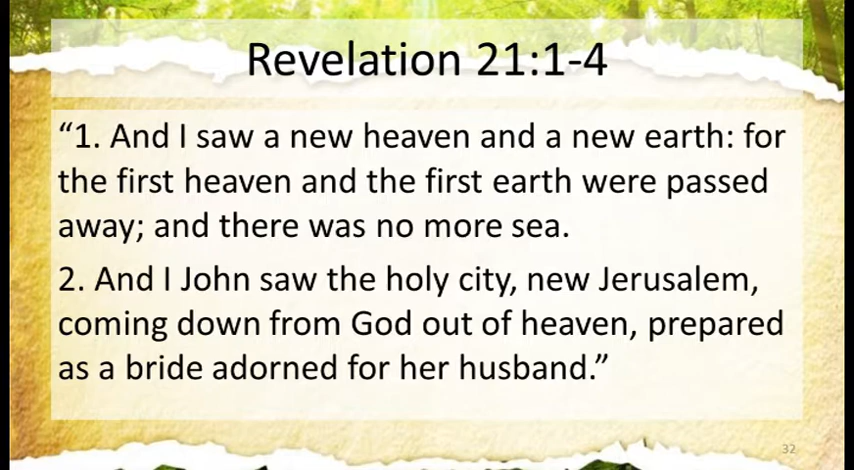 Revelation 21:1-4
“1. And I saw a new heaven and a new earth: for
the first heaven and the first earth were passed
away; and there was no more sea.
2. And I John saw the holy city, new Jerusalem,
coming down from God out of heaven, prepared
as a bride adorned for her husband.”
32